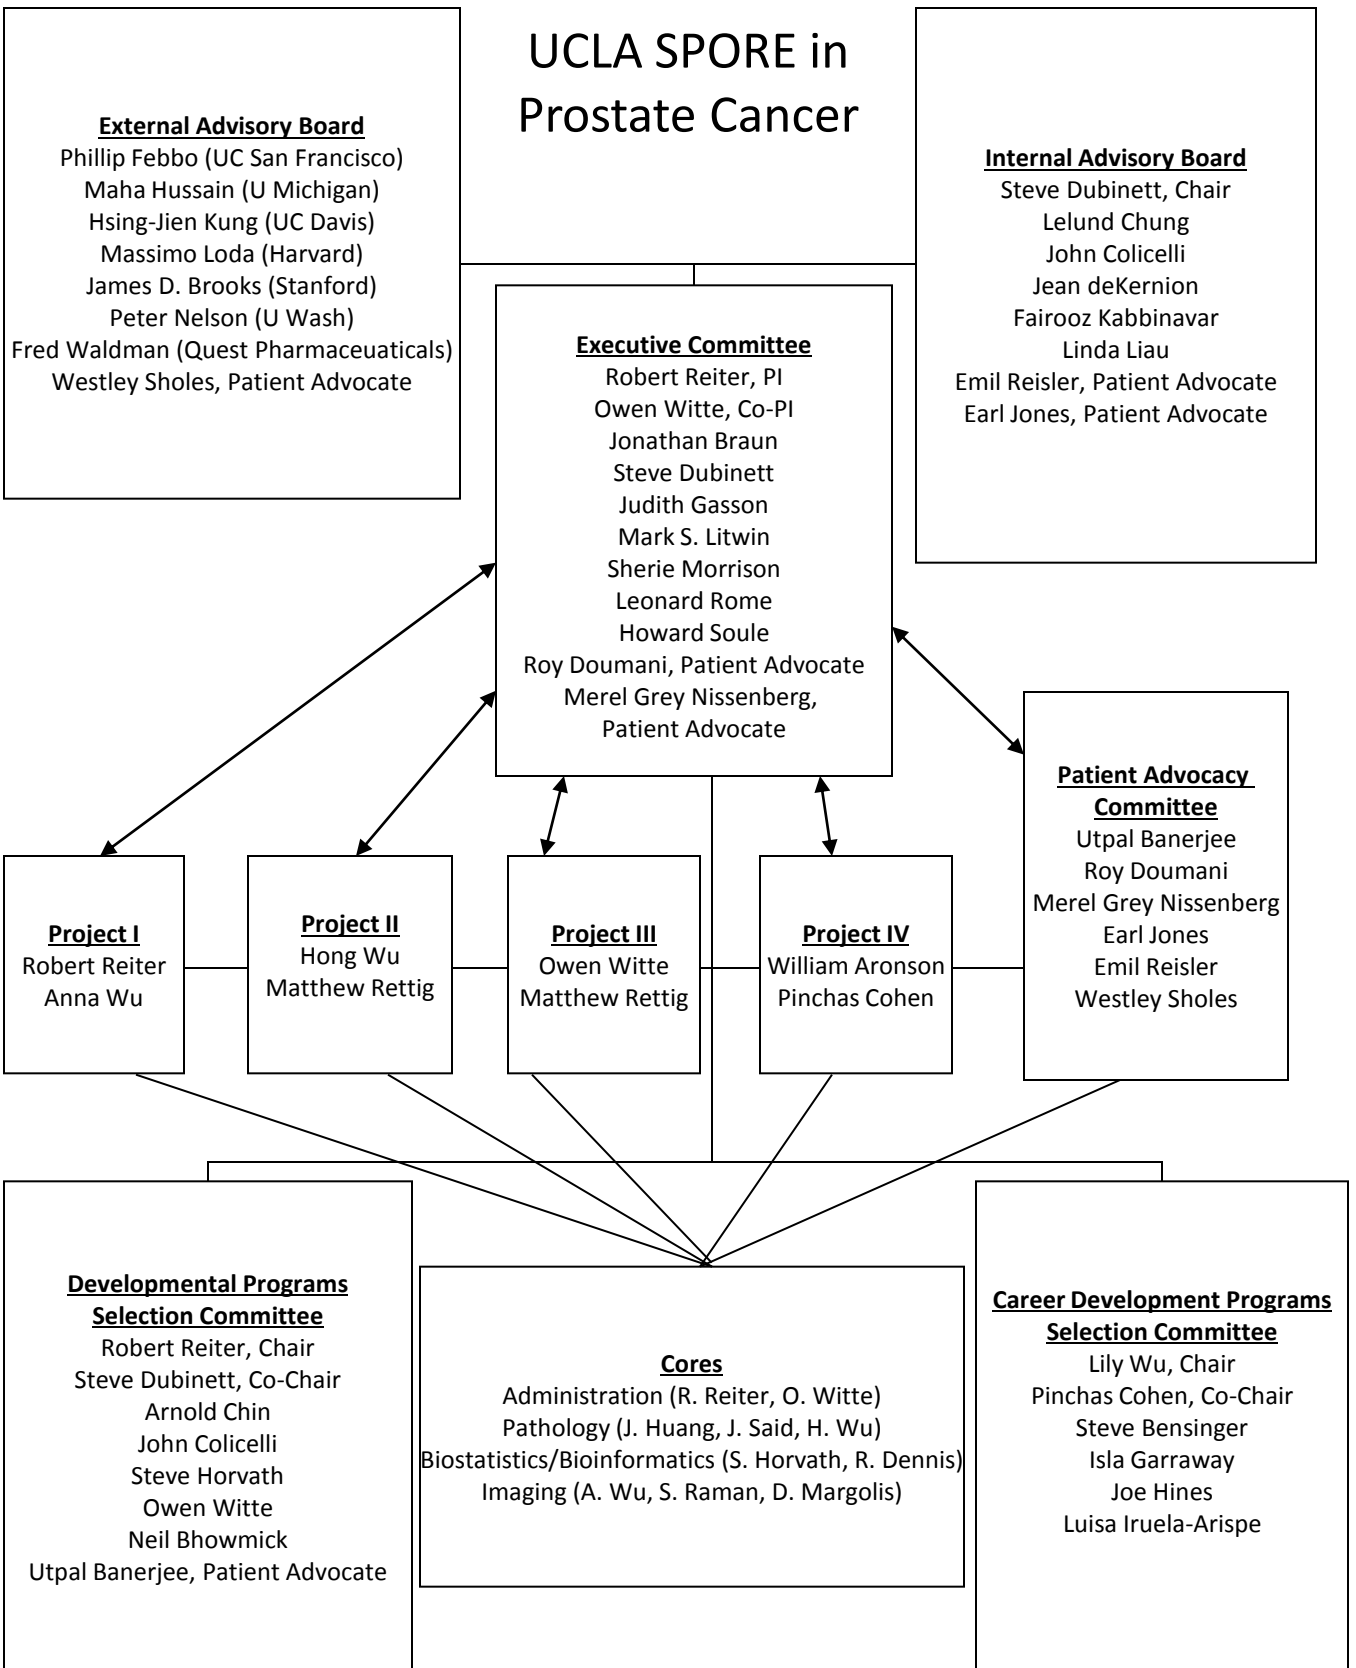 UCLA SPORE in
Prostate Cancer
External Advisory Board
Phillip Febbo (UC San Francisco)
Maha Hussain (U Michigan)
Hsing-Jien Kung (UC Davis)
Massimo Loda (Harvard)
James D. Brooks (Stanford)
Peter Nelson (U Wash)
Fred Waldman (Quest Pharmaceuaticals)
Westley Sholes, Patient Advocate
Internal Advisory Board
Steve Dubinett, Chair
Lelund Chung
John Colicelli
Jean deKernion
Fairooz Kabbinavar
Linda Liau
Emil Reisler, Patient Advocate
Earl Jones, Patient Advocate
Executive Committee
Robert Reiter, PI
Owen Witte, Co-PI
Jonathan Braun
Steve Dubinett
Judith Gasson
Mark S. Litwin
Sherie Morrison
Leonard Rome
Howard Soule
Roy Doumani, Patient Advocate
Merel Grey Nissenberg,
Patient Advocate
Patient Advocacy
Committee
Utpal Banerjee
Roy Doumani
Merel Grey Nissenberg
Earl Jones
Emil Reisler
Westley Sholes
Project I
Robert Reiter
Anna Wu
Project II
Hong Wu
Matthew Rettig
Project III
Owen Witte
Matthew Rettig
Project IV
William Aronson
Pinchas Cohen
Developmental Programs
Selection Committee
Robert Reiter, Chair
Steve Dubinett, Co-Chair
Arnold Chin
John Colicelli
Steve Horvath
Owen Witte
Neil Bhowmick
Utpal Banerjee, Patient Advocate
Cores
Administration (R. Reiter, O. Witte)
Pathology (J. Huang, J. Said, H. Wu)
Biostatistics/Bioinformatics (S. Horvath, R. Dennis)
Imaging (A. Wu, S. Raman, D. Margolis)
Career Development Programs
Selection Committee
Lily Wu, Chair
Pinchas Cohen, Co-Chair
Steve Bensinger
Isla Garraway
Joe Hines
Luisa Iruela-Arispe